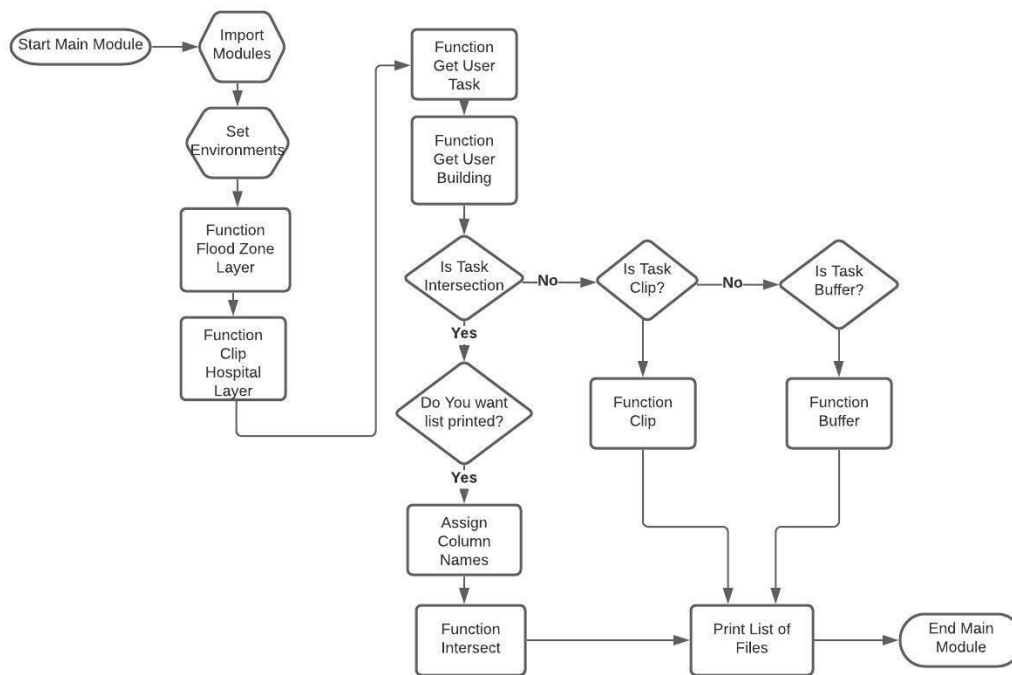 Start Main Module
Import
Modules
Set
Environments
Function
Flood Zone
Layer
Function
Clip
Hospital
Layer
Function
Get User
Task
Function
Get User
Building
Is Task
Intersection
No
Is Task
Clip?
No
Is Task
Buffer?
Yes
Do You want
list printed?
Function
Clip
Function
Buffer
Yes
Assign
Column
Names
Function
Intersect
Print List of
Files
End Main
Module